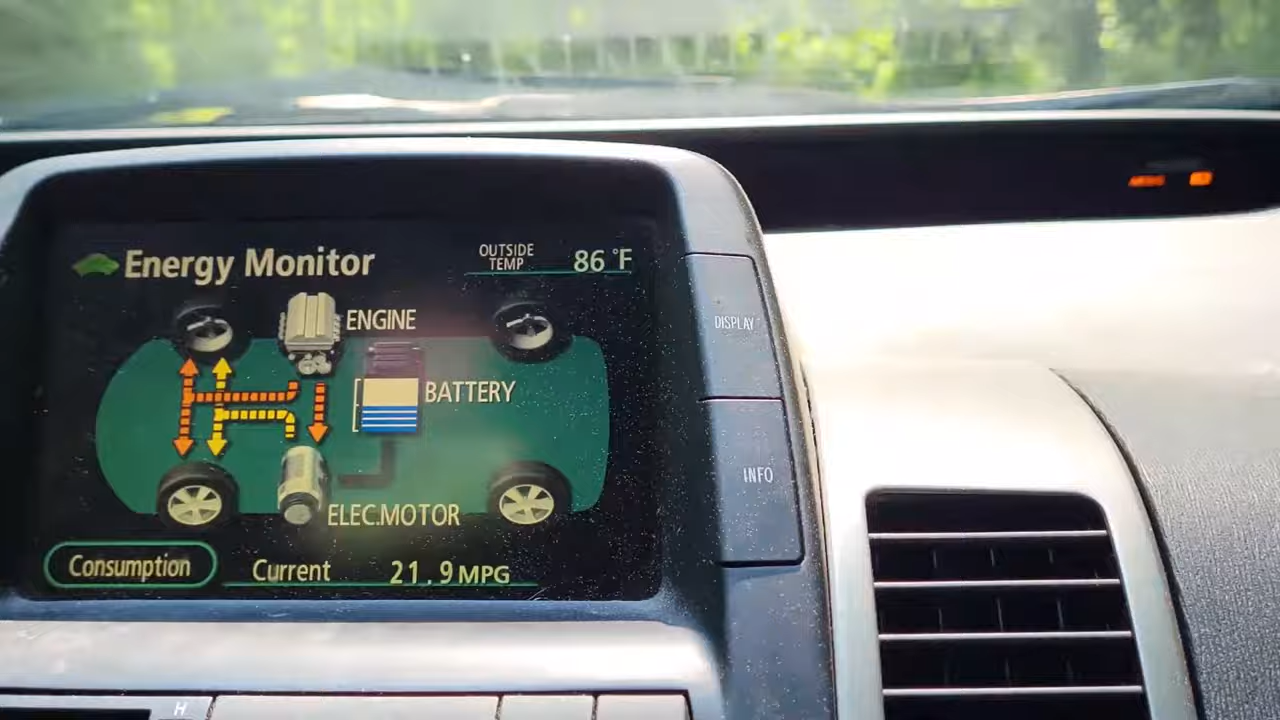 Energy Monitor
OUTSIDE
TEMP
86°F
ENGINE
DISPLAY
BATTERY
INFO
ELEC.MOTOR
Consumption
Current
21.9 MPG
H